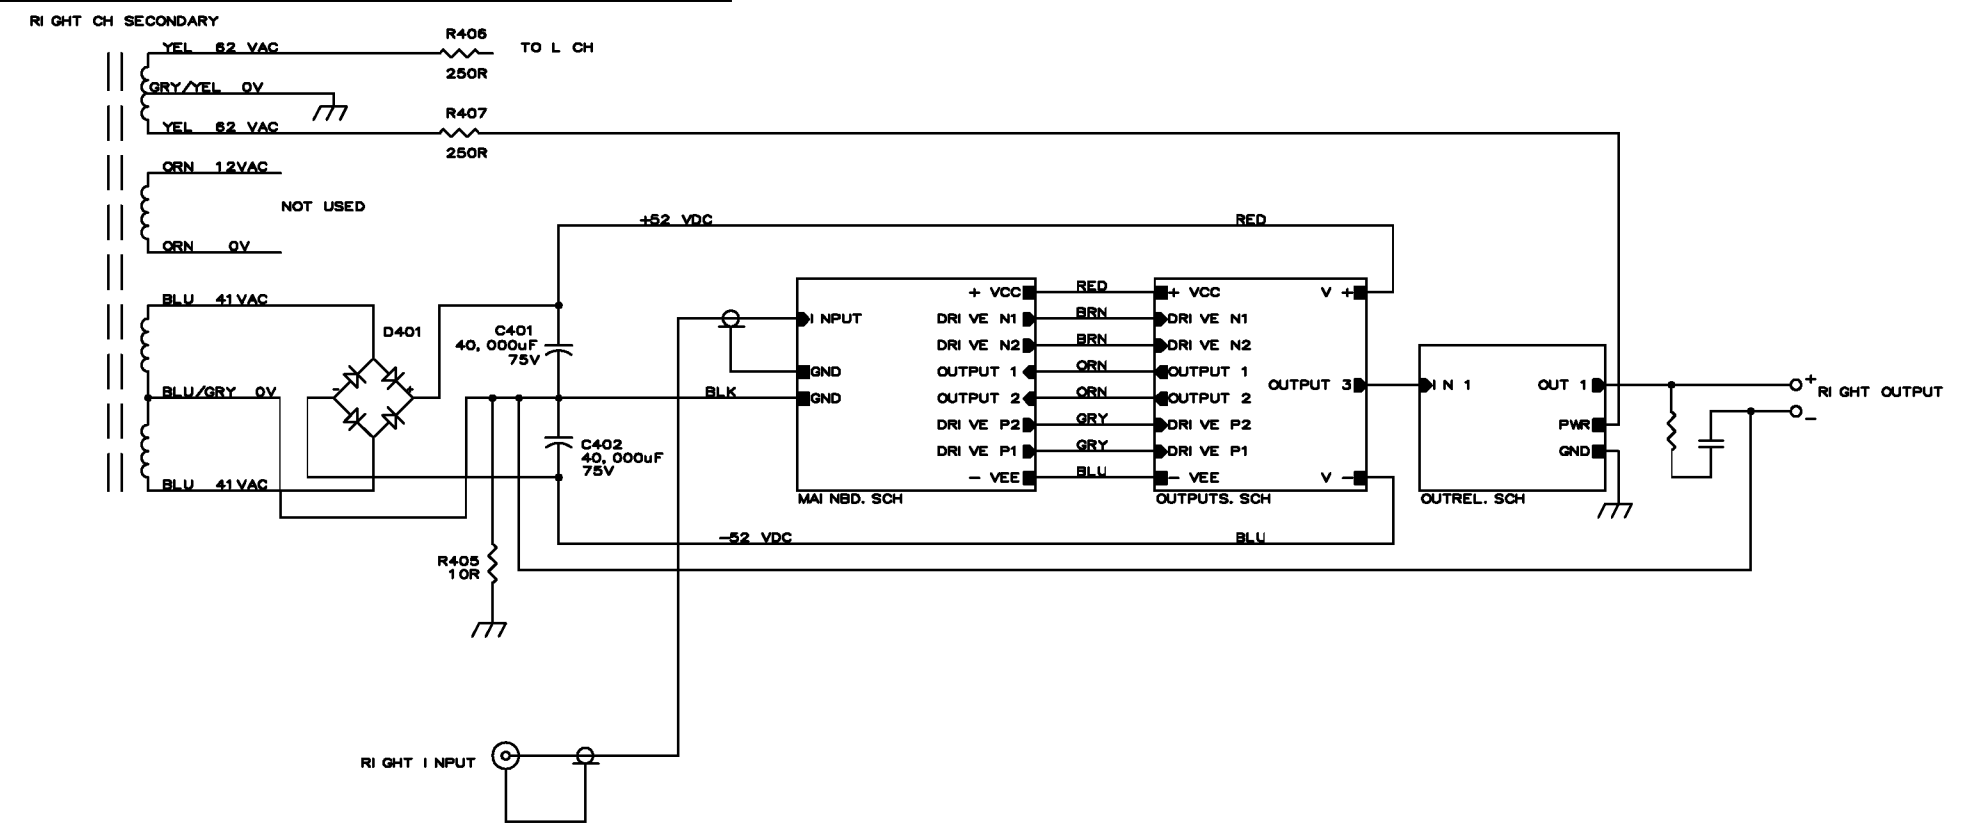 RIGHT CH SECONDARY
YEL 62 VAC
R406
250R
TO L CH
GRY/YEL 0V
YEL 62 VAC
R407
250R
ORN 12VAC
NOT USED
ORN 0V
+52 VDC
RED
BLU 41VAC
D401
C401
40,000uF
75V
BLU/GRY 0V
- +
BLK
C402
40,000uF
75V
BLU 41VAC
INPUT
GND
GND
+ VCC
DRIVE N1
DRIVE N2
OUTPUT 1
OUTPUT 2
DRIVE P2
DRIVE P1
- VEE
MAINBD.SCH
RED
BRN
BRN
ORN
ORN
GRY
GRY
BLU
+ VCC
DRIVE N1
DRIVE N2
OUTPUT 1
OUTPUT 2
DRIVE P2
DRIVE P1
- VEE
V +
OUTPUT 3
V -
OUTPUTS.SCH
IN 1
OUT 1
PWR
GND
OUTREL.SCH
+
RIGHT OUTPUT
-
-52 VDC
BLU
R405
10R
RIGHT INPUT